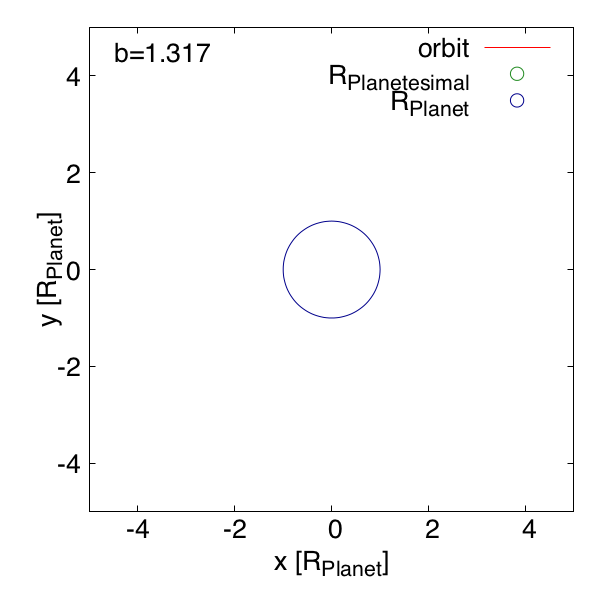 b=1.317
orbit
R_Planetesimal
R_Planet
4
2
0
-2
-4
y [R_Planet]
-4 -2 0 2 4
x [R_Planet]